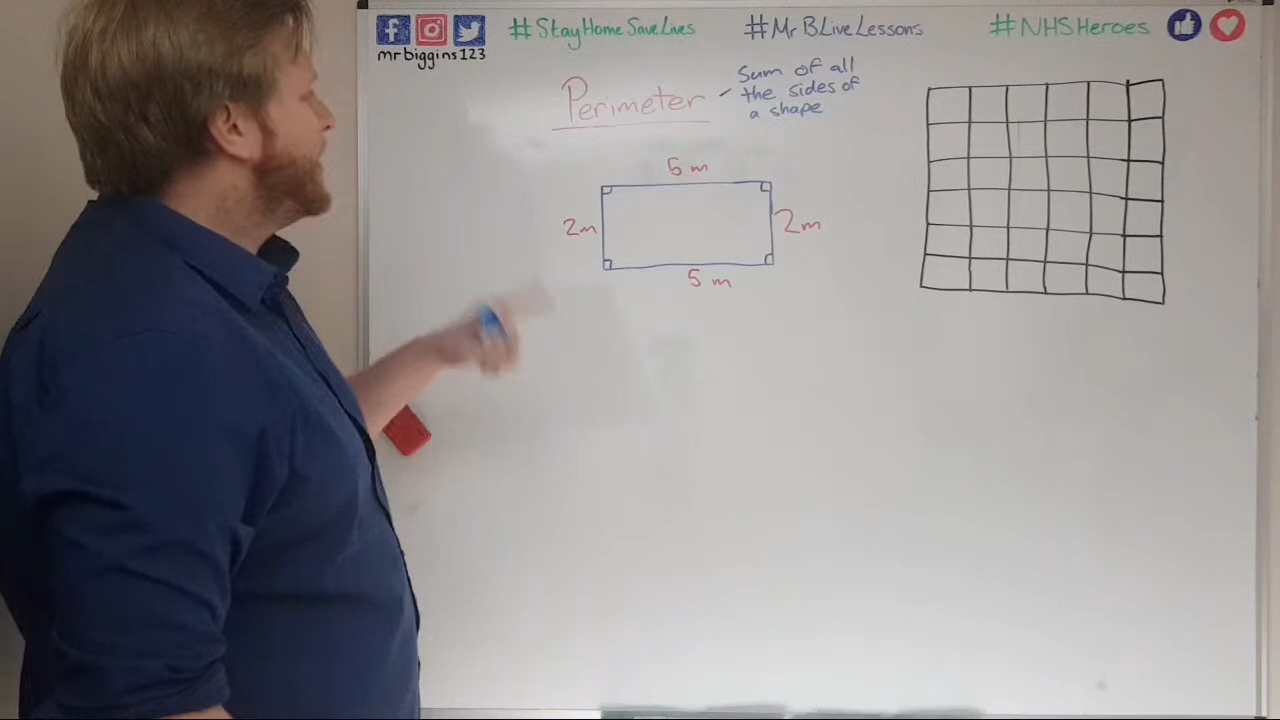 #StayHomeSaveLives
#MrBLiveLessons
#NHSHeroes
mrbiggins123
Perimeter - Sum of all
the sides of
a shape
5 m
2m
2m
5 m